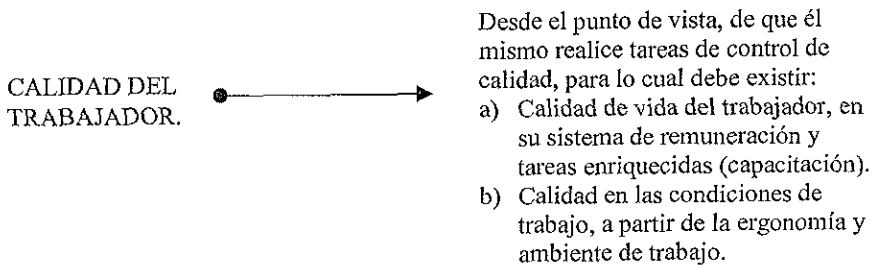 CALIDAD DEL
TRABAJADOR.
Desde el punto de vista, de que él
mismo realice tareas de control de
calidad, para lo cual debe existir:
a) Calidad de vida del trabajador, en
su sistema de remuneración y
tareas enriquecidas (capacitación).
b) Calidad en las condiciones de
trabajo, a partir de la ergonomía y
ambiente de trabajo.